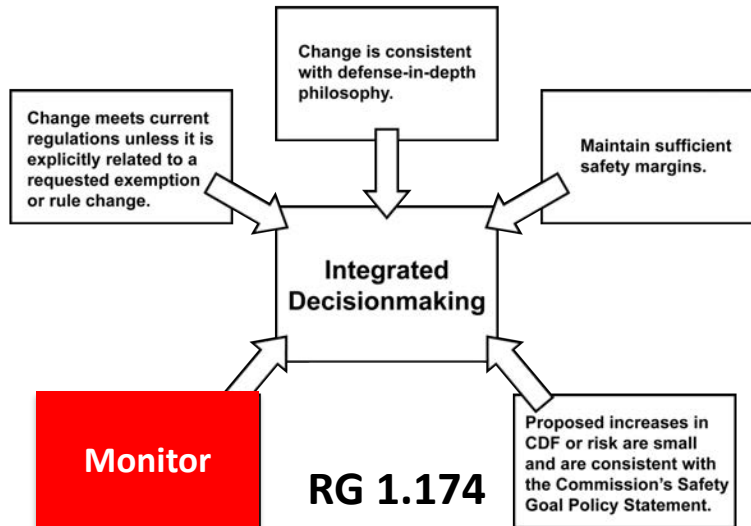 Change is consistent
with defense-in-depth
philosophy.
Change meets current
regulations unless it is
explicitly related to a
requested exemption
or rule change.
Maintain sufficient
safety margins.
Integrated
Decisionmaking
Monitor
RG 1.174
Proposed increases in
CDF or risk are small
and are consistent with
the Commission's Safety
Goal Policy Statement.